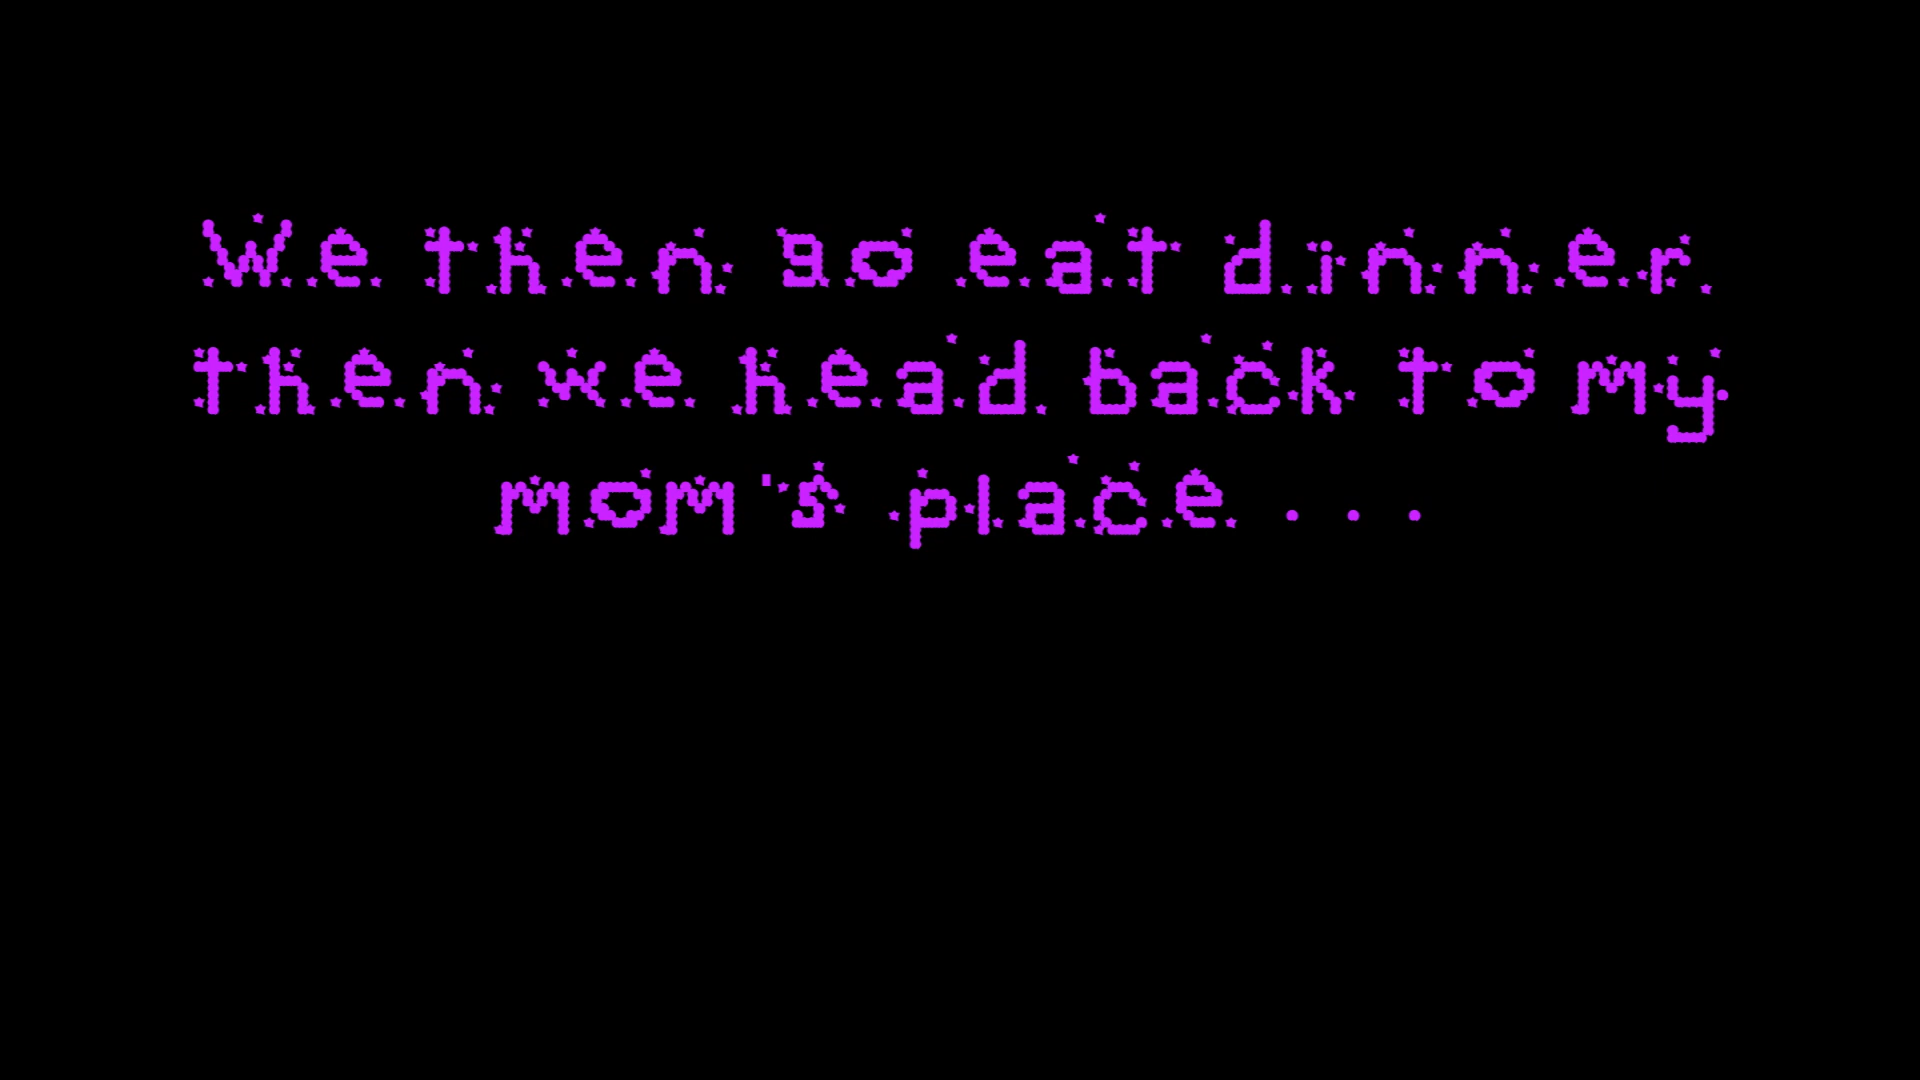 We then go eat dinner
then we head back to my
mom's place . . .